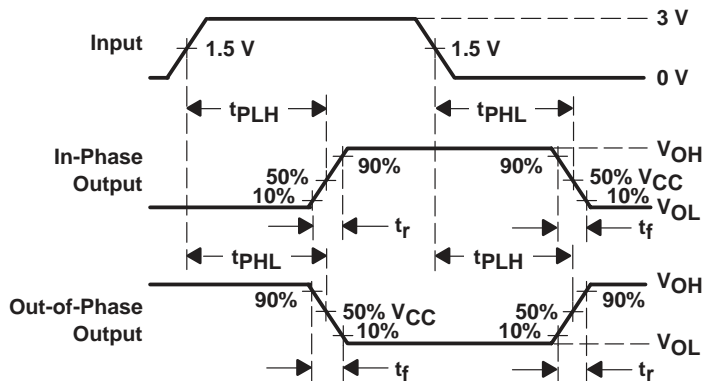 3 V
Input
1.5 V
1.5 V
0 V
tPLH
tPHL
In-Phase
Output
VOH
90%
90%
50%
50% VCC
10%
10%
VOL
tr
tf
tPHL
tPLH
Out-of-Phase
Output
VOH
90%
90%
50% VCC
50%
10%
10%
VOL
tf
tr